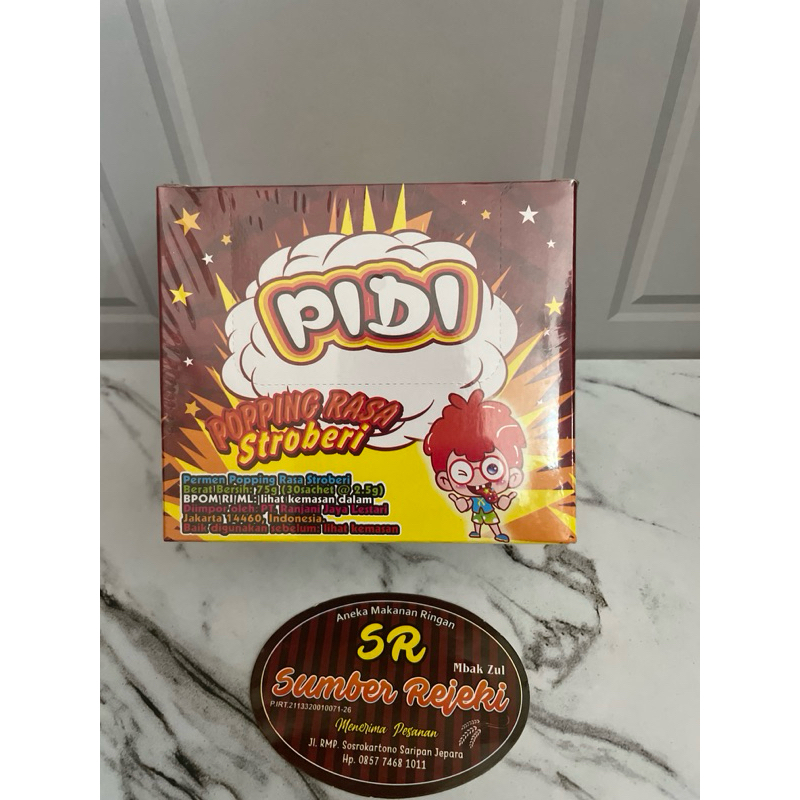 PIDI
POPPING RASA
Stroberi
Permen Popping Rasa Stroberi
Berat Bersih: 75g (30sachet @ 2.5g)
BPOM RI ML: lihat kemasan dalam
Diimpor oleh: PT. Ranjani Jaya Lestari
Jakarta 14460, Indonesia.
Baik digunakan sebelum: lihat kemasan
Aneka Makanan Ringan
SR
Mbak Zul
Sumber Rejeki
P.IRT.2113320010071-26
Menerima Pesanan
Jl. RMP. Sosrokartono Saripan Jepara
Hp. 0857 7468 1011